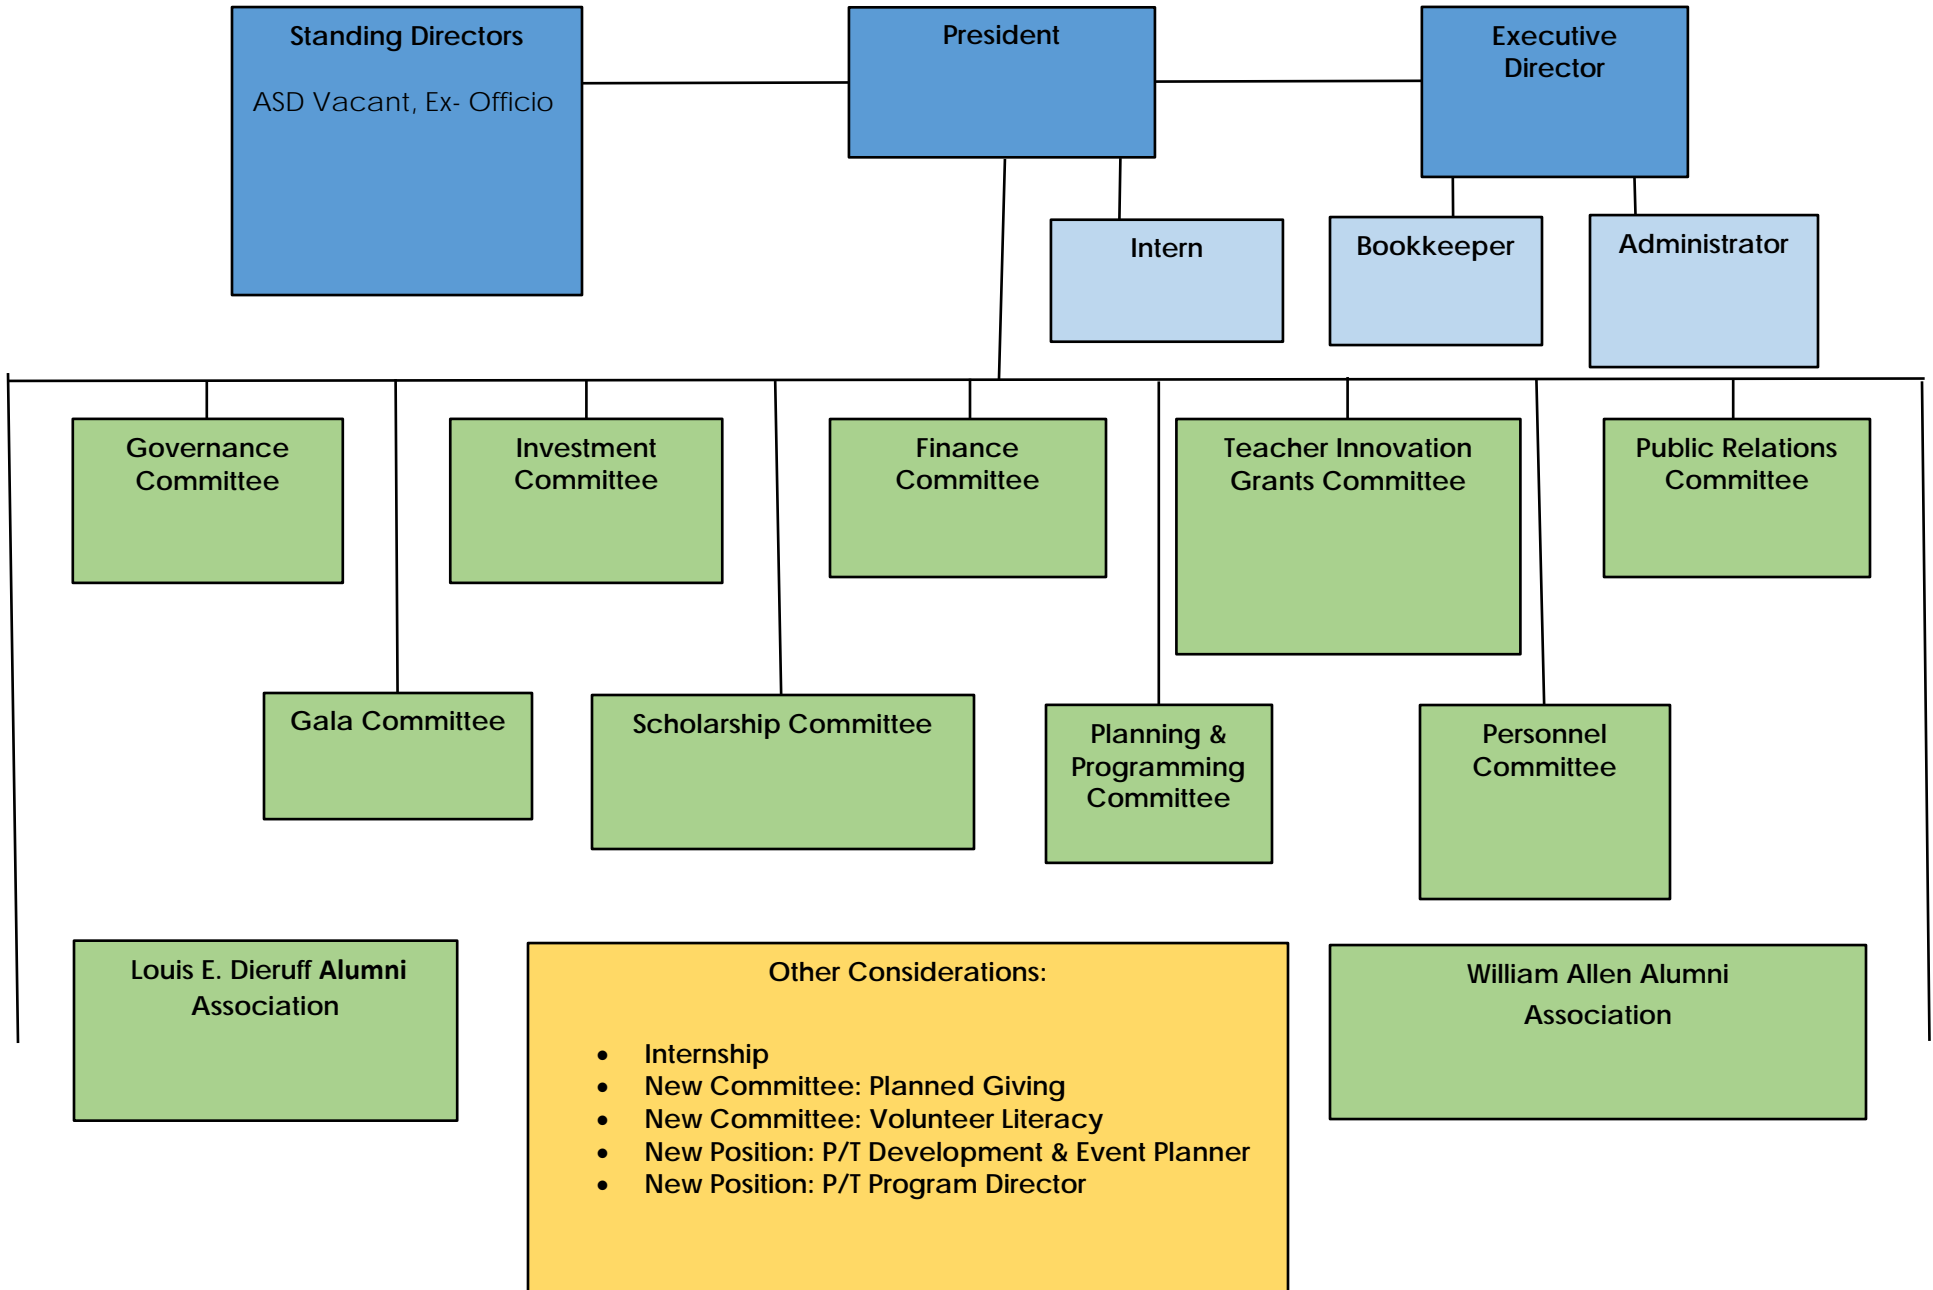 Standing Directors
ASD Vacant, Ex- Officio
President
Executive
Director
Intern
Bookkeeper
Administrator
Governance
Committee
Investment
Committee
Finance
Committee
Teacher Innovation
Grants Committee
Public Relations
Committee
Gala Committee
Scholarship Committee
Planning &
Programming
Committee
Personnel
Committee
Louis E. Dieruff Alumni
Association
Other Considerations:
• Internship
• New Committee: Planned Giving
• New Committee: Volunteer Literacy
• New Position: P/T Development & Event Planner
• New Position: P/T Program Director
William Allen Alumni
Association